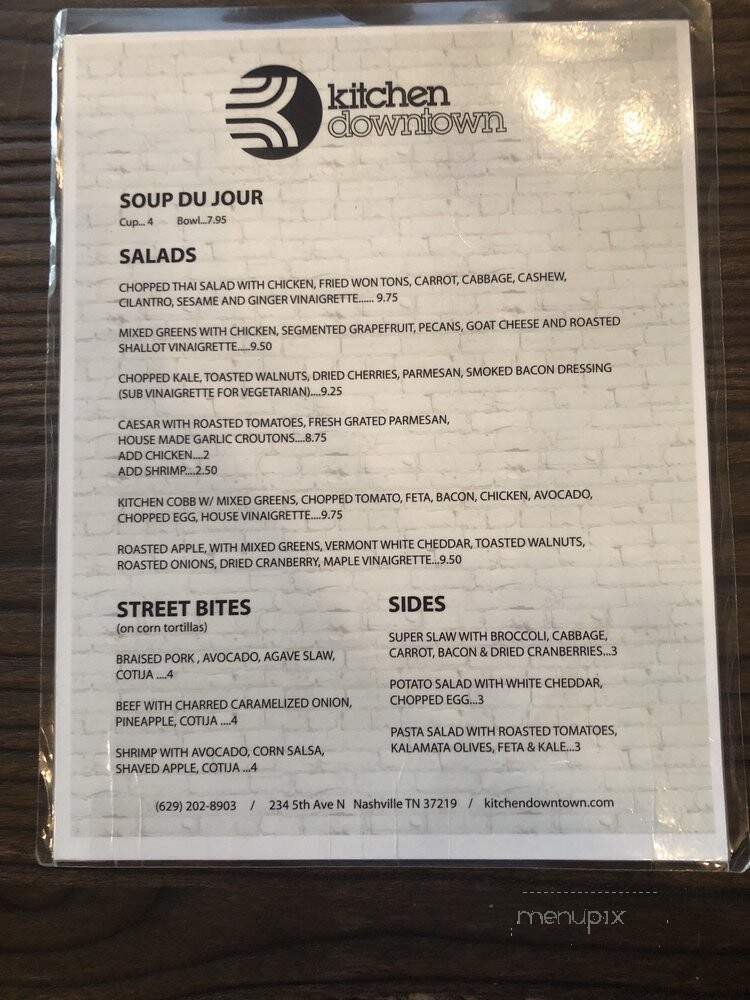 kitchen
downtown
SOUP DU JOUR
Cup... 4 Bowl...7.95
SALADS
CHOPPED THAI SALAD WITH CHICKEN, FRIED WON TONS, CARROT, CABBAGE, CASHEW,
CILANTRO, SESAME AND GINGER VINAIGRETTE...... 9.75
MIXED GREENS WITH CHICKEN, SEGMENTED GRAPEFRUIT, PECANS, GOAT CHEESE AND ROASTED
SHALLOT VINAIGRETTE.....9.50
CHOPPED KALE, TOASTED WALNUTS, DRIED CHERRIES, PARMESAN, SMOKED BACON DRESSING
(SUB VINAIGRETTE FOR VEGETARIAN)....9.25
CAESAR WITH ROASTED TOMATOES, FRESH GRATED PARMESAN,
HOUSE MADE GARLIC CROUTONS....8.75
ADD CHICKEN....2
ADD SHRIMP....2.50
KITCHEN COBB W/ MIXED GREENS, CHOPPED TOMATO, FETA, BACON, CHICKEN, AVOCADO,
CHOPPED EGG, HOUSE VINAIGRETTE....9.75
ROASTED APPLE, WITH MIXED GREENS, VERMONT WHITE CHEDDAR, TOASTED WALNUTS,
ROASTED ONIONS, DRIED CRANBERRY, MAPLE VINAIGRETTE...9.50
STREET BITES
(on corn tortillas)
BRAISED PORK , AVOCADO, AGAVE SLAW,
COTIJA ....4
BEEF WITH CHARRED CARAMELIZED ONION,
PINEAPPLE, COTIJA ....4
SHRIMP WITH AVOCADO, CORN SALSA,
SHAVED APPLE, COTIJA ...4
SIDES
SUPER SLAW WITH BROCCOLI, CABBAGE,
CARROT, BACON & DRIED CRANBERRIES...3
POTATO SALAD WITH WHITE CHEDDAR,
CHOPPED EGG...3
PASTA SALAD WITH ROASTED TOMATOES,
KALAMATA OLIVES, FETA & KALE...3
(629) 202-8903 / 234 5th Ave N Nashville TN 37219 / kitchendowntown.com
menupix